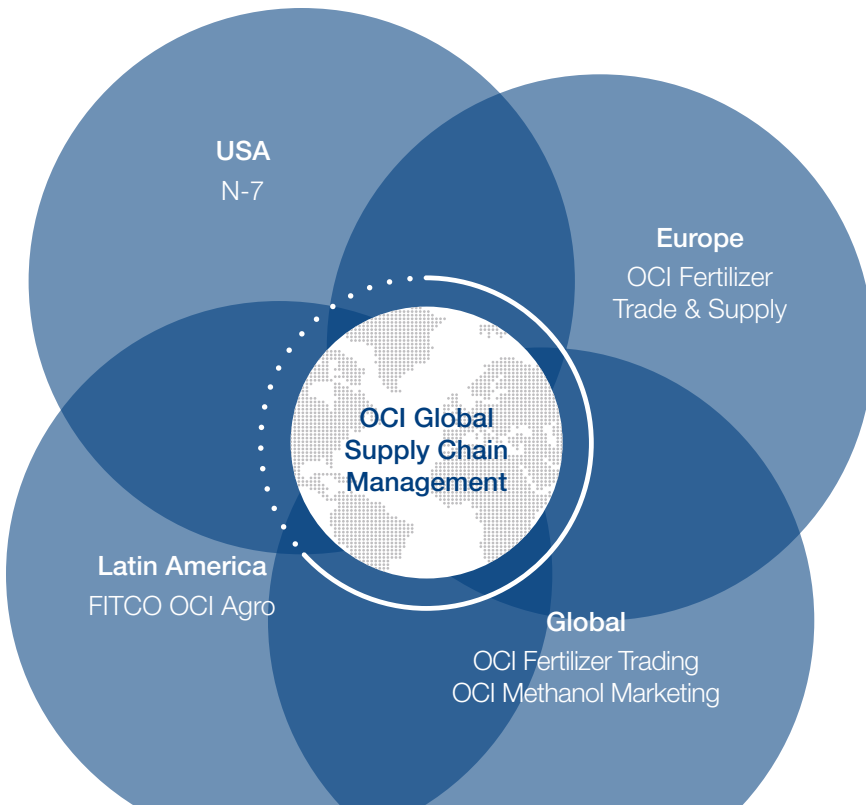 USA
N-7
Europe
OCI Fertilizer
Trade & Supply
OCI Global
Supply Chain
Management
Latin America
FITCO OCI Agro
Global
OCI Fertilizer Trading
OCI Methanol Marketing